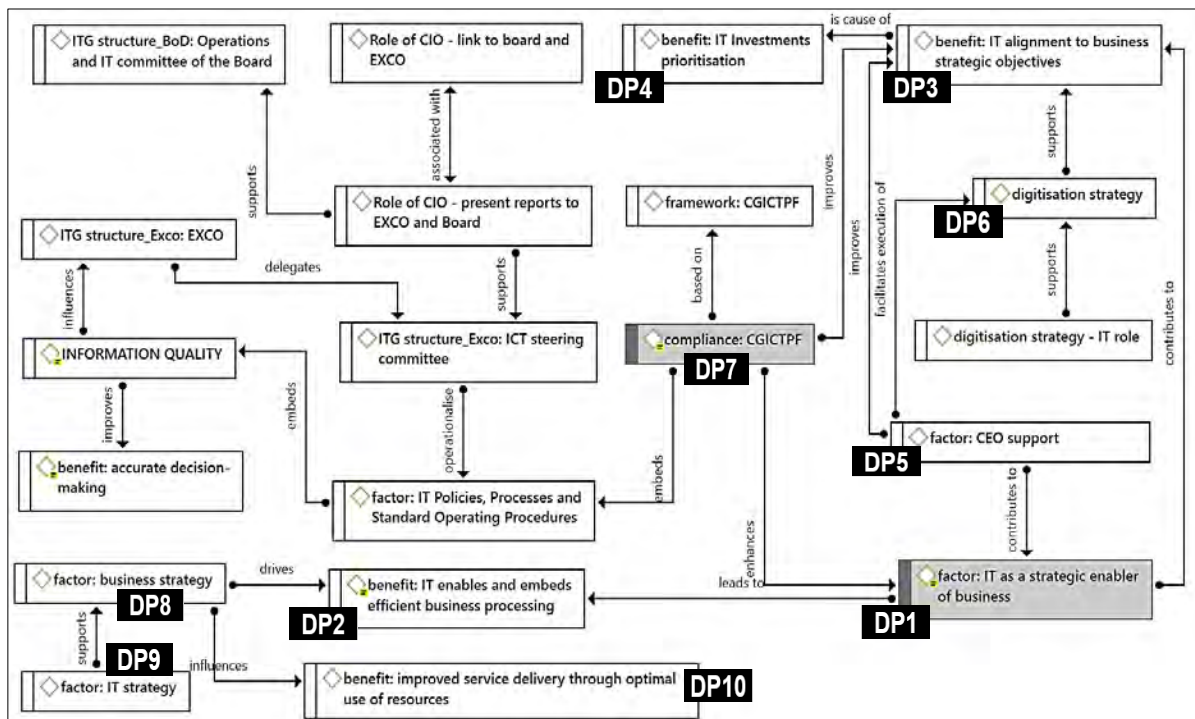 ITG structure_BoD: Operations
and IT committee of the Board
Role of CIO - link to board and
EXCO
benefit: IT Investments
prioritisation
DP4
is cause of
benefit: IT alignment to business
strategic objectives
DP3
supports
associated with
improves
improves
facilitates execution of
supports
contributes to
Role of CIO - present reports to
EXCO and Board
framework: CGICTPF
digitisation strategy
DP6
ITG structure_Exco: EXCO
delegates
influences
supports
based on
supports
INFORMATION QUALITY
ITG structure_Exco: ICT steering
committee
compliance: CGICTPF
DP7
digitisation strategy - IT role
improves
embeds
operationalise
embeds
factor: CEO support
DP5
benefit: accurate decision-
making
factor: IT Policies, Processes and
Standard Operating Procedures
enhances
contributes to
factor: business strategy
DP8
drives
benefit: IT enables and embeds
efficient business processing
DP2
leads to
factor: IT as a strategic enabler
of business
DP1
supports
DP9
influences
factor: IT strategy
benefit: improved service delivery through optimal
use of resources
DP10